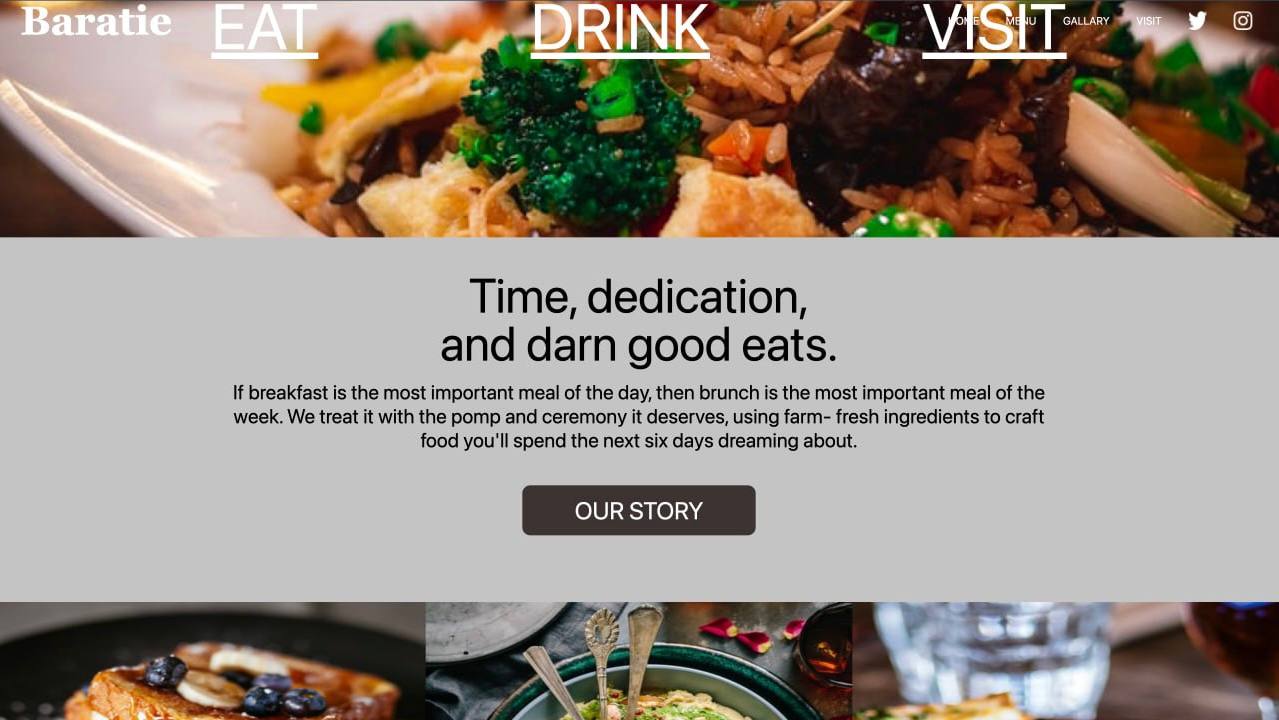 Baratie
EAT DRINK VISIT
HOME MENU GALLARY VISIT
Time, dedication,
and darn good eats.
If breakfast is the most important meal of the day, then brunch is the most important meal of the
week. We treat it with the pomp and ceremony it deserves, using farm- fresh ingredients to craft
food you'll spend the next six days dreaming about.
OUR STORY